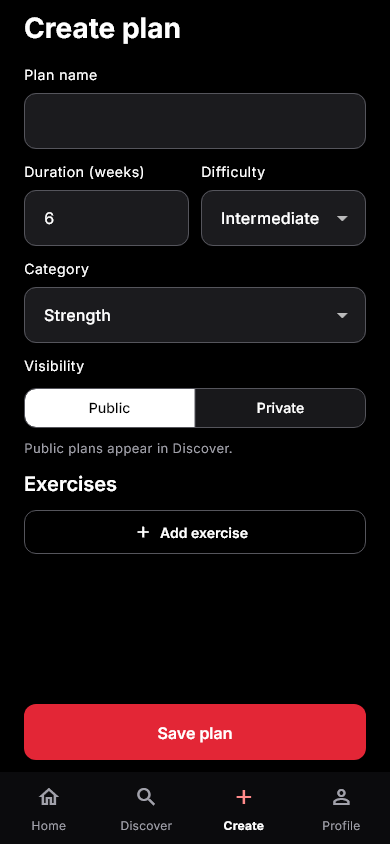 Create plan
Plan name
Duration (weeks) Difficulty
6 Intermediate
Category
Strength
Visibility
Public Private
Public plans appear in Discover.
Exercises
+ Add exercise
Save plan
Home Discover Create Profile